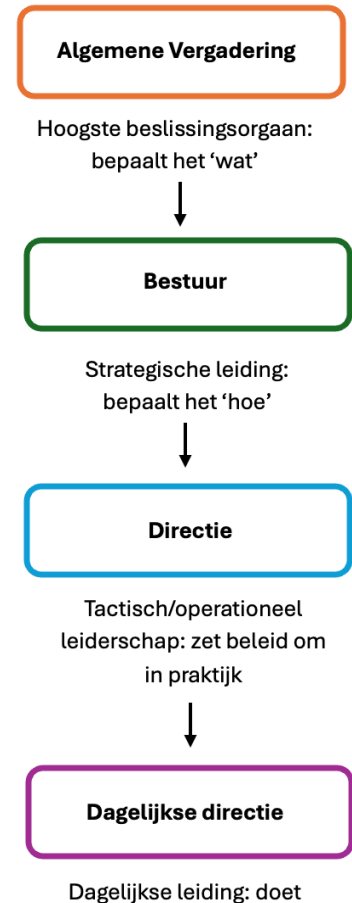 Algemene Vergadering
Hoogste beslissingsorgaan:
bepaalt het ‘wat’
Bestuur
Strategische leiding:
bepaalt het ‘hoe’
Directie
Tactisch/operationeel
leiderschap: zet beleid om
in praktijk
Dagelijkse directie
Dagelijkse leiding: doet